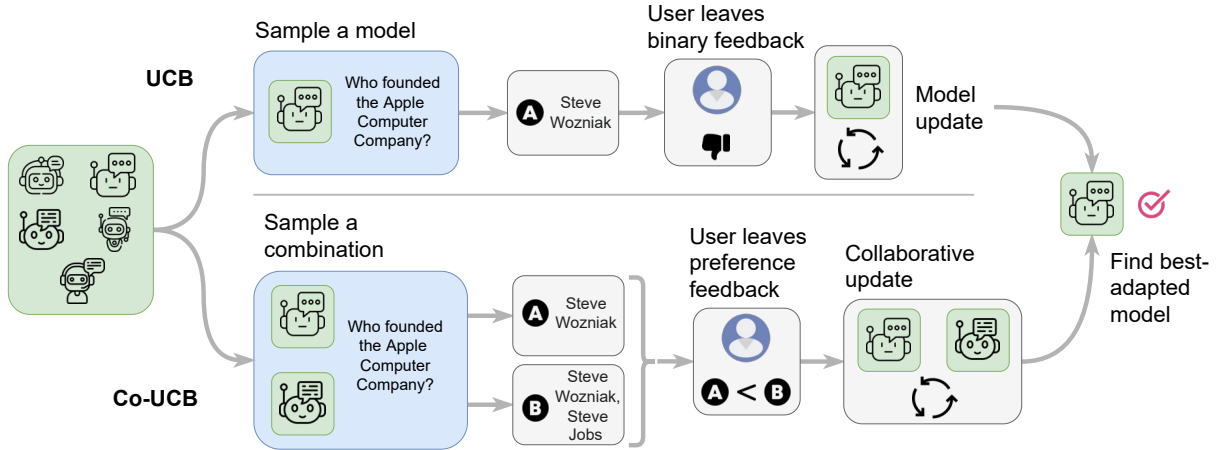 UCB
Sample a model
Who founded
the Apple
Computer
Company?
A
Steve
Wozniak
User leaves
binary feedback
Model
update
Co-UCB
Sample a
combination
Who founded
the Apple
Computer
Company?
A
Steve
Wozniak
B
Steve
Wozniak,
Steve
Jobs
User leaves
preference
feedback
A < B
Collaborative
update
Find best-
adapted
model